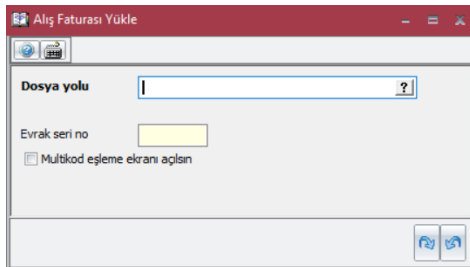 Alış Faturası Yükle
Dosya yolu
?
Evrak seri no
Multikod eşleme ekranı açılsın